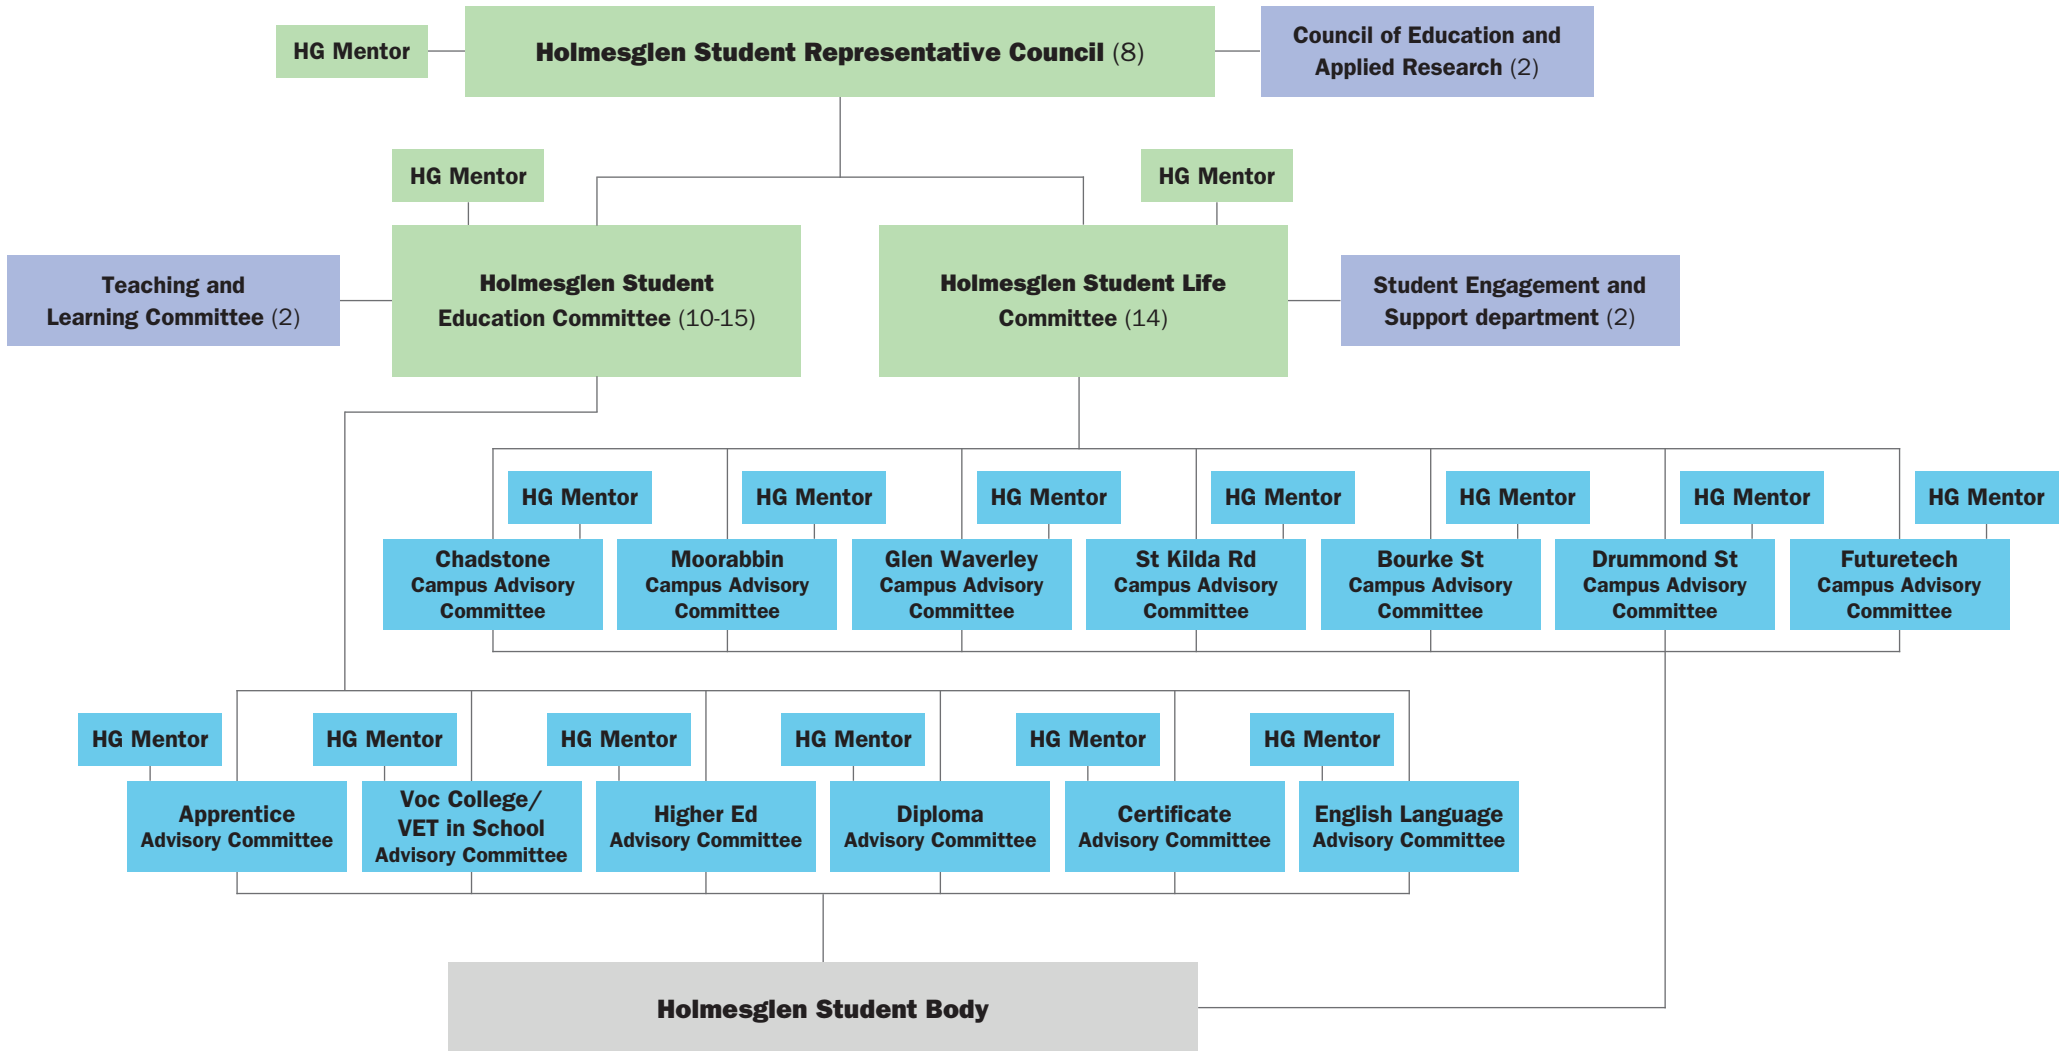 HG Mentor
Holmesglen Student Representative Council (8)
Council of Education and
Applied Research (2)
HG Mentor
HG Mentor
Teaching and
Learning Committee (2)
Holmesglen Student
Education Committee (10-15)
Holmesglen Student Life
Committee (14)
Student Engagement and
Support department (2)
HG Mentor
HG Mentor
HG Mentor
HG Mentor
HG Mentor
HG Mentor
HG Mentor
Chadstone
Campus Advisory
Committee
Moorabbin
Campus Advisory
Committee
Glen Waverley
Campus Advisory
Committee
St Kilda Rd
Campus Advisory
Committee
Bourke St
Campus Advisory
Committee
Drummond St
Campus Advisory
Committee
Futuretech
Campus Advisory
Committee
HG Mentor
HG Mentor
HG Mentor
HG Mentor
HG Mentor
HG Mentor
Apprentice
Advisory Committee
Voc College/
VET in School
Advisory Committee
Higher Ed
Advisory Committee
Diploma
Advisory Committee
Certificate
Advisory Committee
English Language
Advisory Committee
Holmesglen Student Body